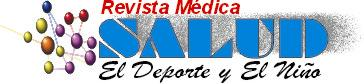 Revista Médica
SALUD
El Deporte y El Niño